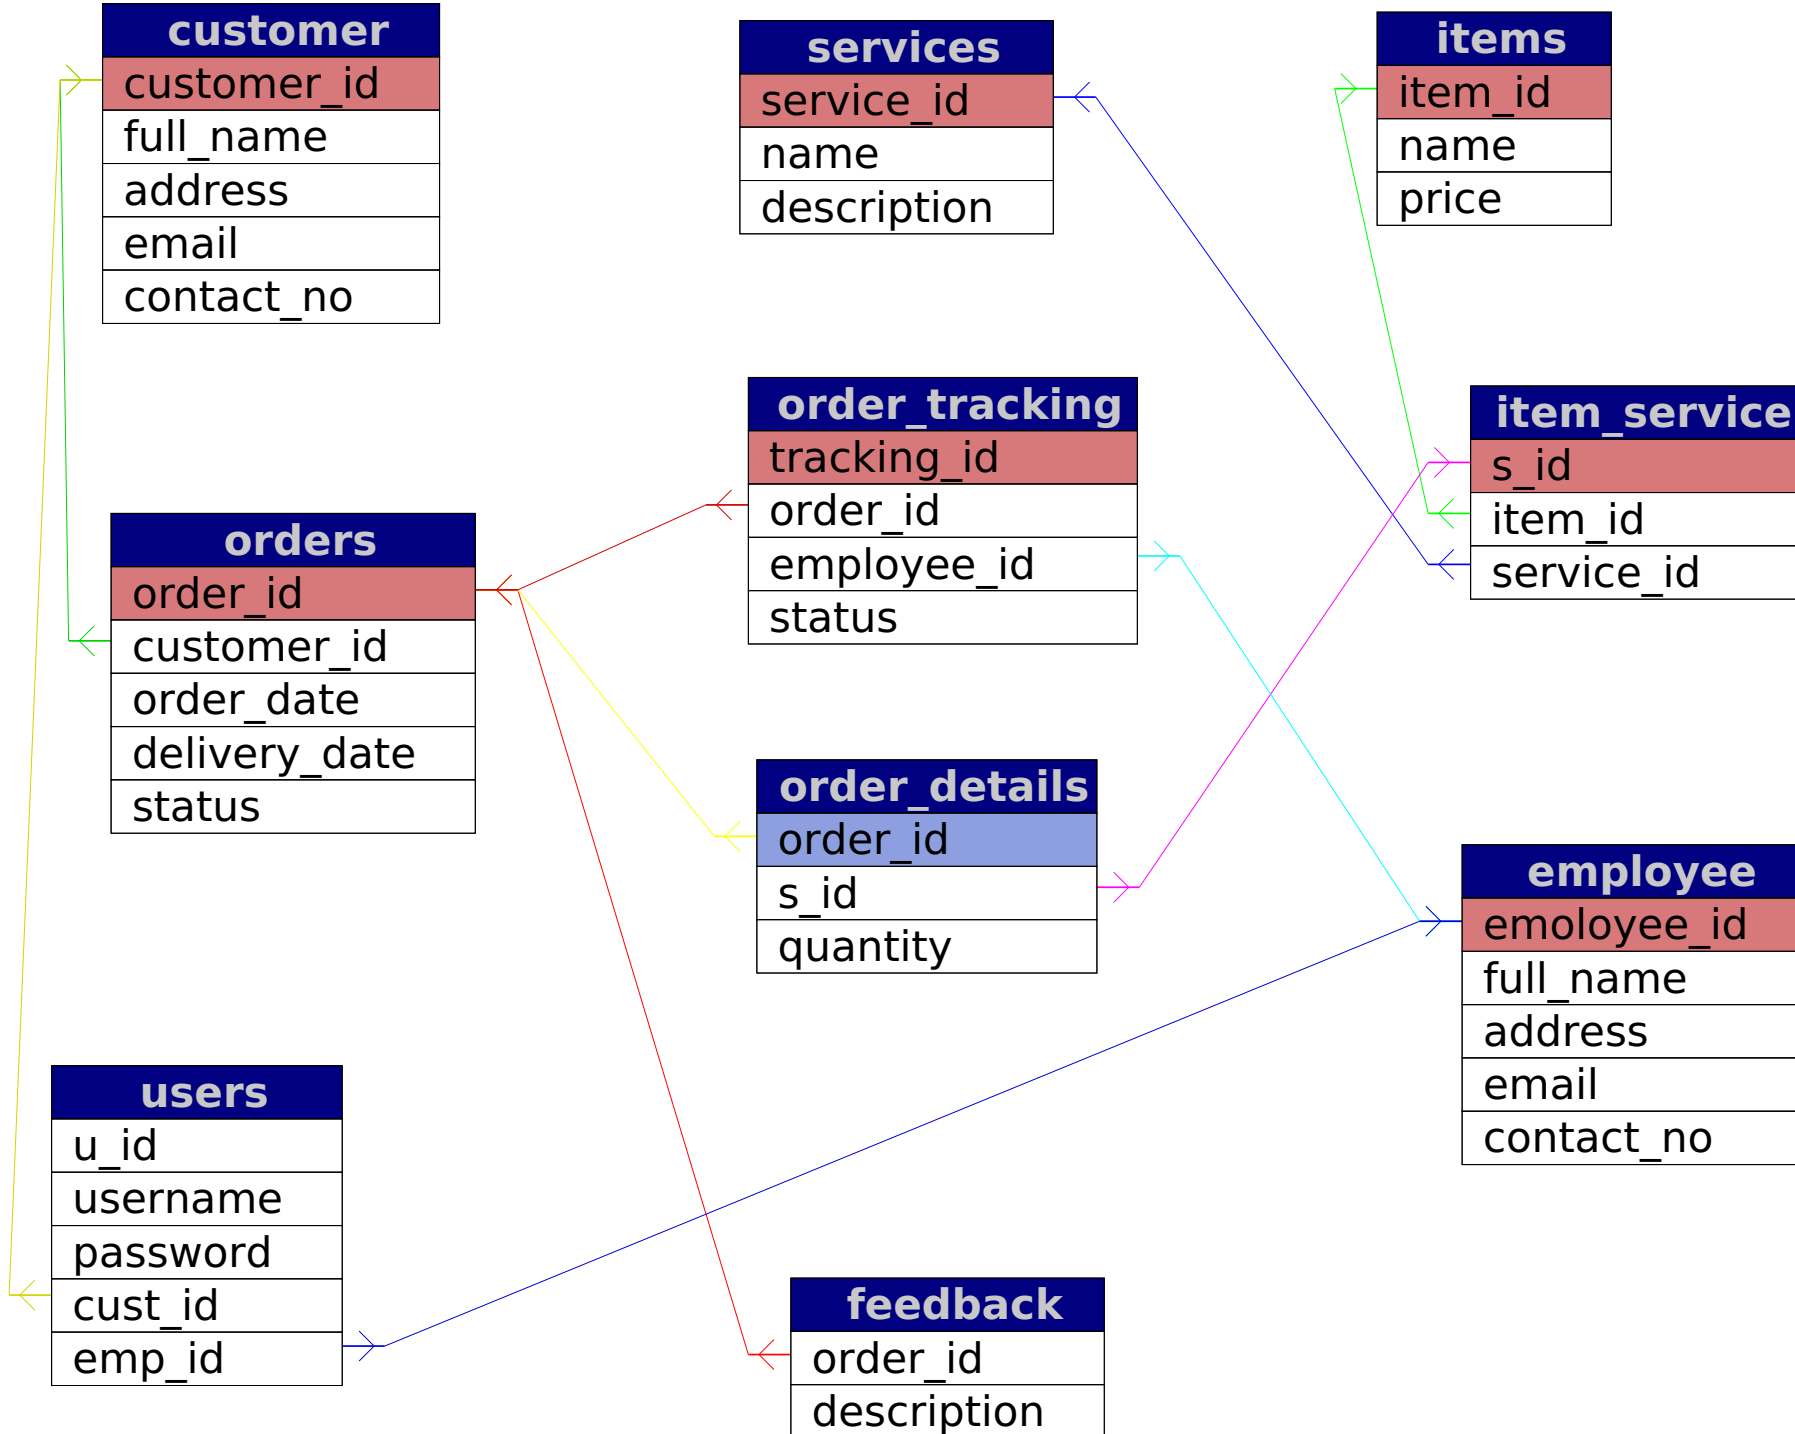 customer
customer_id
full_name
address
email
contact_no
services
service_id
name
description
items
item_id
name
price
order_tracking
tracking_id
order_id
employee_id
status
item_service
s_id
item_id
service_id
orders
order_id
customer_id
order_date
delivery_date
status
order_details
order_id
s_id
quantity
employee
emoloyee_id
full_name
address
email
contact_no
users
u_id
username
password
cust_id
emp_id
feedback
order_id
description